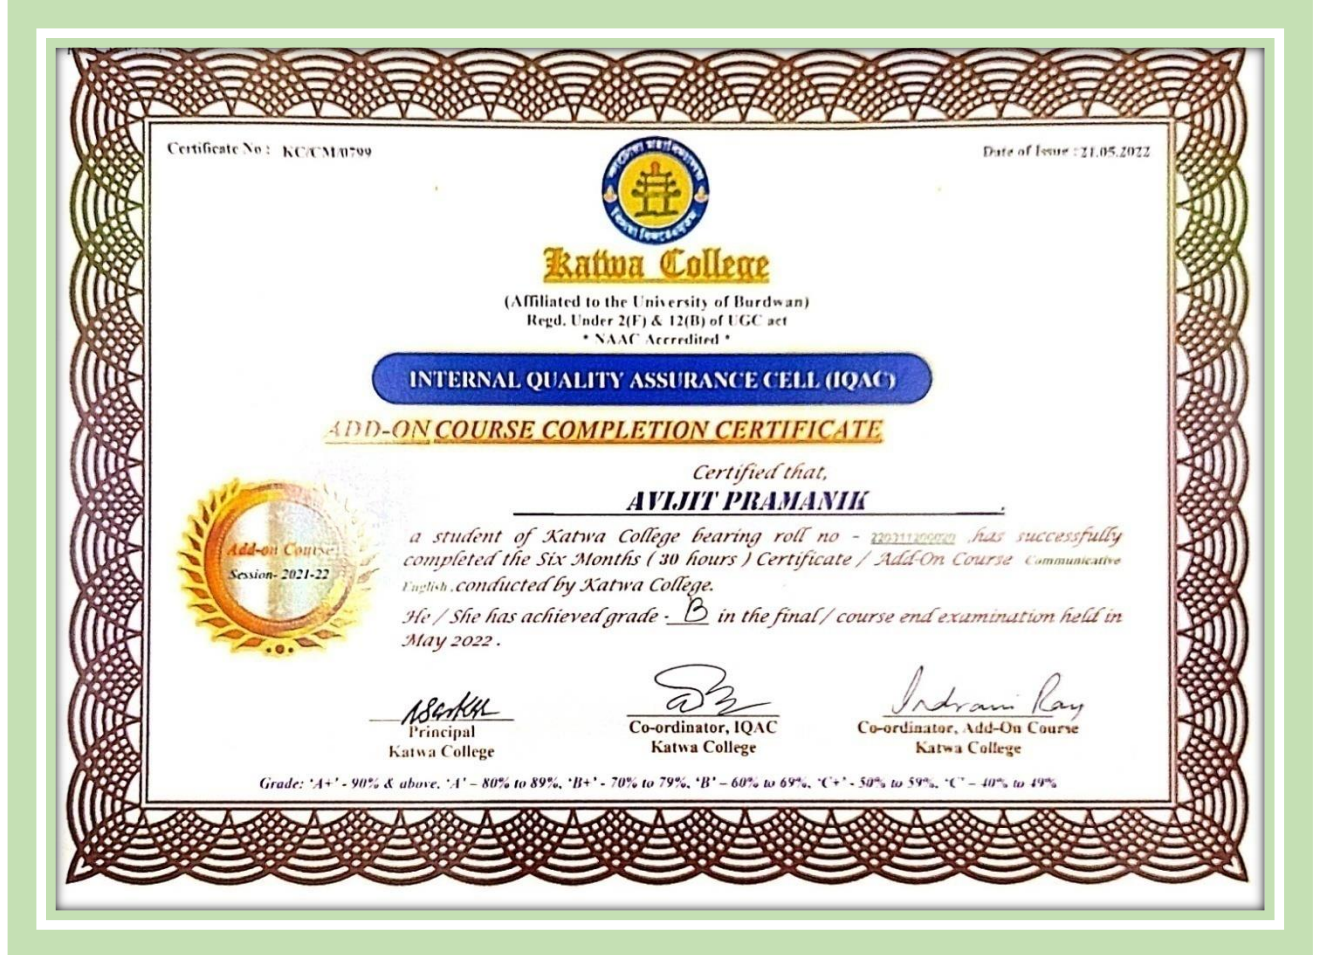 Certificate No : KC/CM/0799
Date of Issue : 21.05.2022
Katwa College
(Affiliated to the University of Burdwan)
Regd. Under 2(F) & 12(B) of UGC act
* NAAC Accredited *
INTERNAL QUALITY ASSURANCE CELL (IQAC)
ADD-ON COURSE COMPLETION CERTIFICATE
Certified that,
AVIJIT PRAMANIK .
Add-on Course
Session- 2021-22
a student of Katwa College bearing roll no - has successfully
completed the Six Months ( 30 hours ) Certificate / Add-On Course Communicative
English , conducted by Katwa College.
He / She has achieved grade - B in the final / course end examination held in
May 2022 .
Indrani Ray
Principal
Katwa College
Co-ordinator, IQAC
Katwa College
Co-ordinator, Add-On Course
Katwa College
Grade: 'A+' - 90% & above, 'A' – 80% to 89%, 'B+' - 70% to 79%, 'B' – 60% to 69%, 'C+' - 50% to 59%, 'C' – 40% to 49%